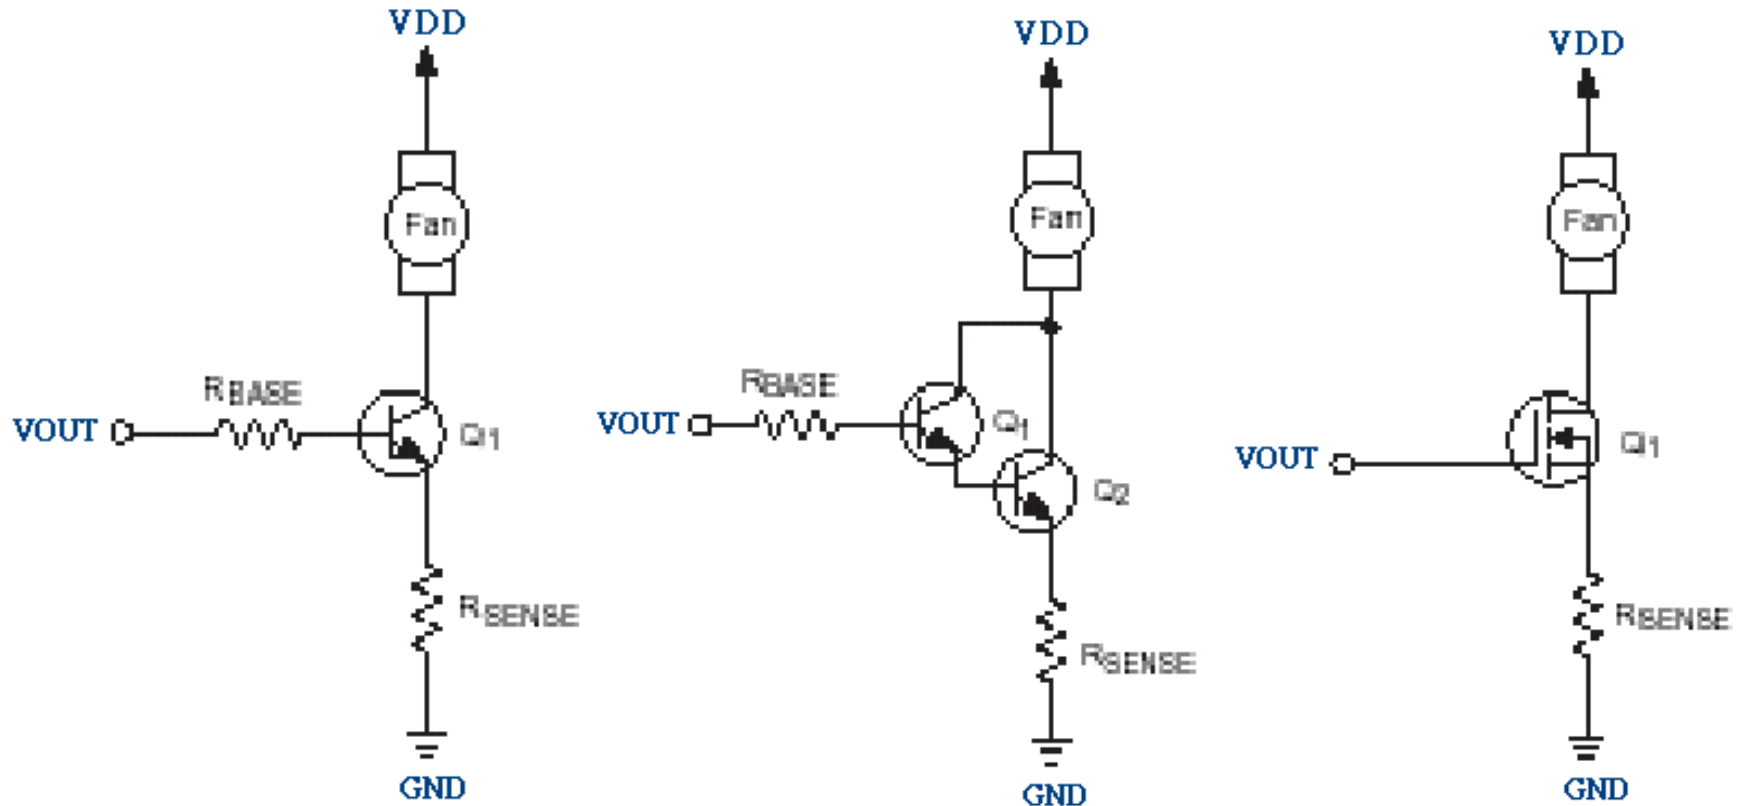 VDD
Fan
RBASE
VOUT
Q1
RSENSE
GND
VDD
Fan
RBASE
VOUT
Q1
Q2
RSENSE
GND
VDD
Fan
VOUT
Q1
RSENSE
GND